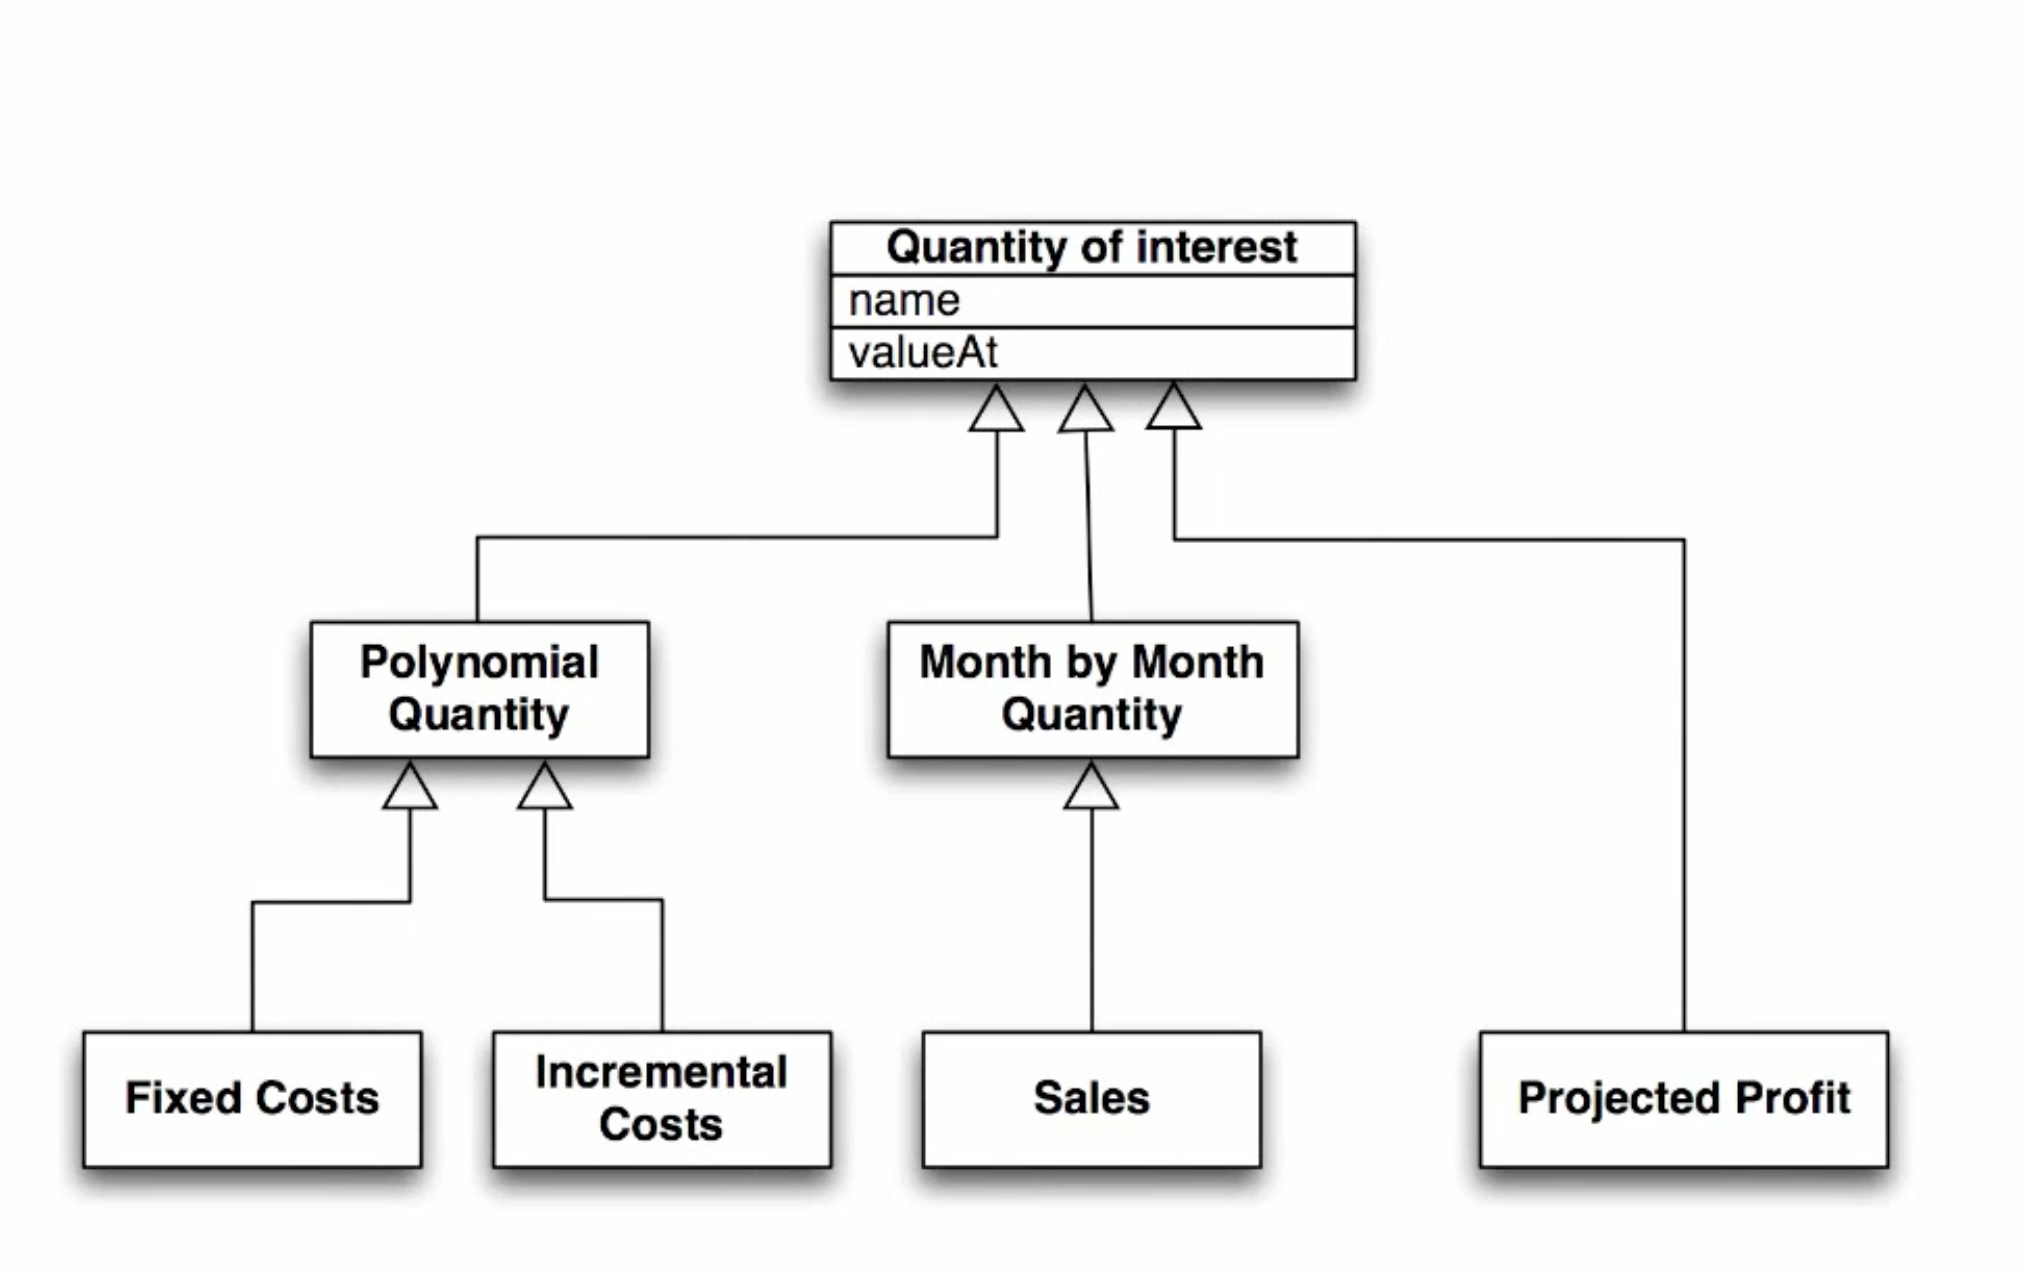 Quantity of interest
name
valueAt
Polynomial
Quantity
Month by Month
Quantity
Fixed Costs
Incremental
Costs
Sales
Projected Profit